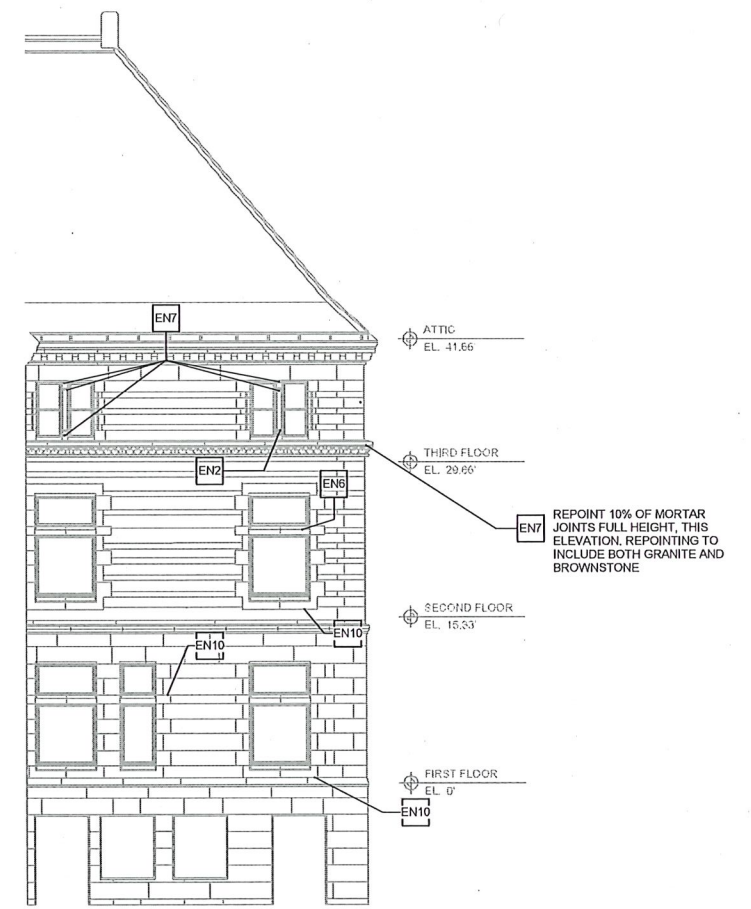 EN7
ATTIC
EL. 41.66
THIRD FLOOR
EL. 29.66'
EN2
EN6
EN7
REPOINT 10% OF MORTAR
JOINTS FULL HEIGHT, THIS
ELEVATION. REPOINTING TO
INCLUDE BOTH GRANITE AND
BROWNSTONE
SECOND FLOOR
EL. 15.33'
EN10
EN10
FIRST FLOOR
EL. 0'
EN10